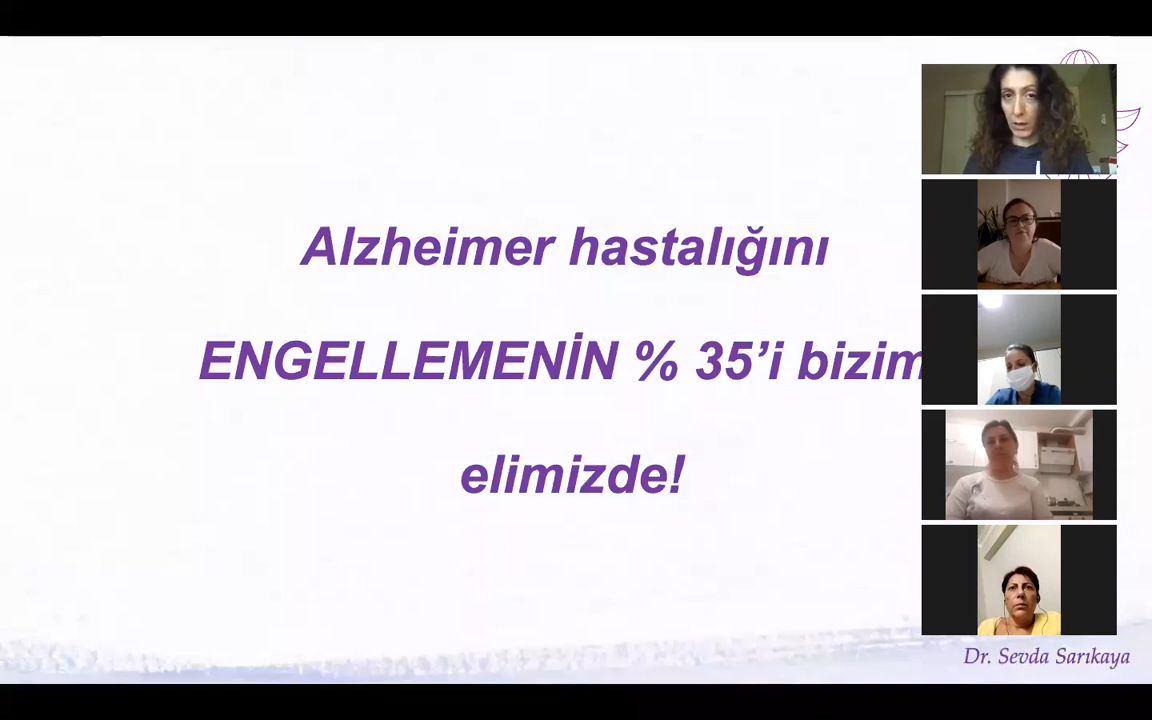 Alzheimer hastalığını
ENGELLEMENİN % 35’i bizim
elimizde!
Dr. Sevda Sarıkaya